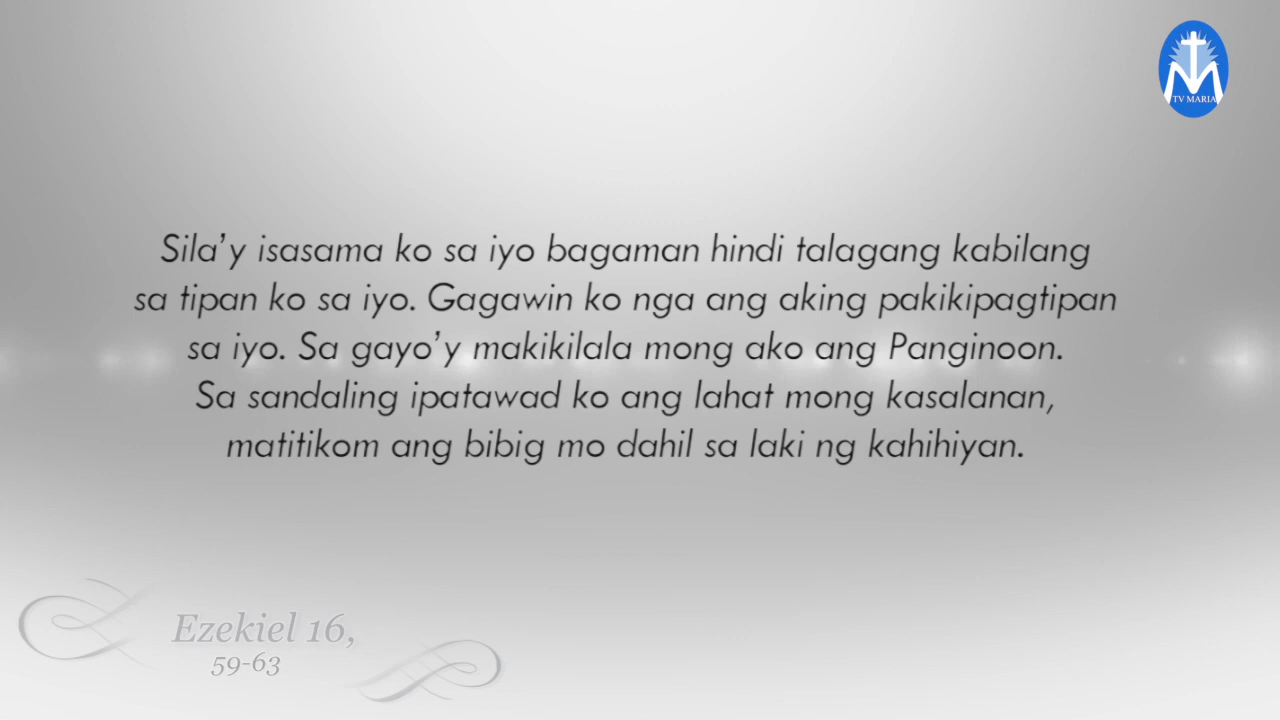 TV MARIA
Sila’y isasama ko sa iyo bagaman hindi talagang kabilang
sa tipan ko sa iyo. Gagawin ko nga ang aking pakikipagtipan
sa iyo. Sa gayo’y makikilala mong ako ang Panginoon.
Sa sandaling ipatawad ko ang lahat mong kasalanan,
matitikom ang bibig mo dahil sa laki ng kahihiyan.
Ezekiel 16,
59-63